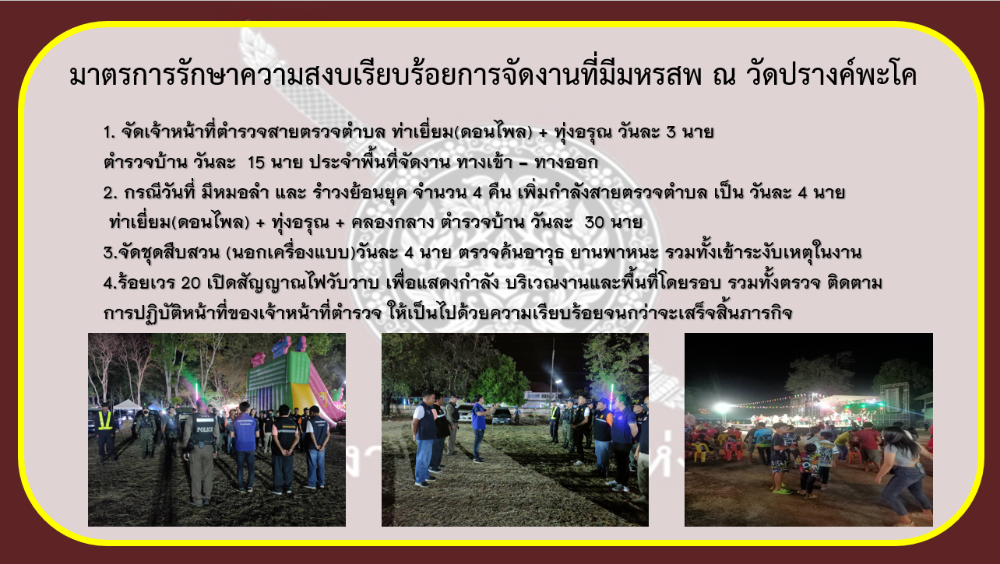 มาตรการรักษาความสงบเรียบร้อยการจัดงานที่มีมหรสพ ณ วัดปรางค์พะโค
1. จัดเจ้าหน้าที่ตำรวจสายตรวจตำบล ท่าเยี่ยม(ดอนไพล) + ทุ่งอรุณ วันละ 3 นาย
ตำรวจบ้าน วันละ 15 นาย ประจำพื้นที่จัดงาน ทางเข้า – ทางออก
2. กรณีวันที่ มีหมอลำ และ รำวงย้อนยุค จำนวน 4 คืน เพิ่มกำลังสายตรวจตำบล เป็น วันละ 4 นาย
ท่าเยี่ยม(ดอนไพล) + ทุ่งอรุณ + คลองกลาง ตำรวจบ้าน วันละ 30 นาย
3.จัดชุดสืบสวน (นอกเครื่องแบบ)วันละ 4 นาย ตรวจค้นอาวุธ ยานพาหนะ รวมทั้งเข้าระงับเหตุในงาน
4.ร้อยเวร 20 เปิดสัญญาณไฟวับวาบ เพื่อแสดงกำลัง บริเวณงานและพื้นที่โดยรอบ รวมทั้งตรวจ ติดตาม
การปฏิบัติหน้าที่ของเจ้าหน้าที่ตำรวจ ให้เป็นไปด้วยความเรียบร้อยจนกว่าจะเสร็จสิ้นภารกิจ
POLICE